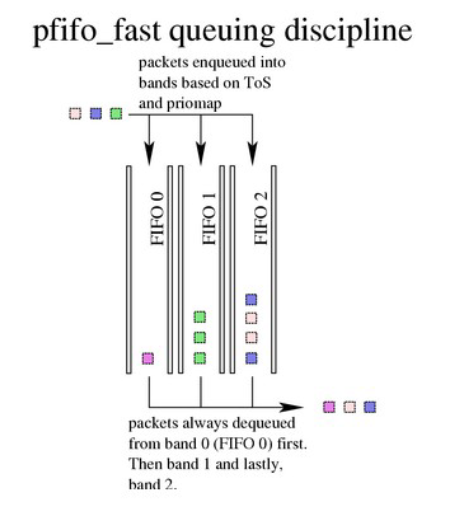 pfifo_fast queuing discipline
packets enqueued into
bands based on ToS
and priomap
FIFO 0
FIFO 1
FIFO 2
packets always dequeued
from band 0 (FIFO 0) first.
Then band 1 and lastly,
band 2.